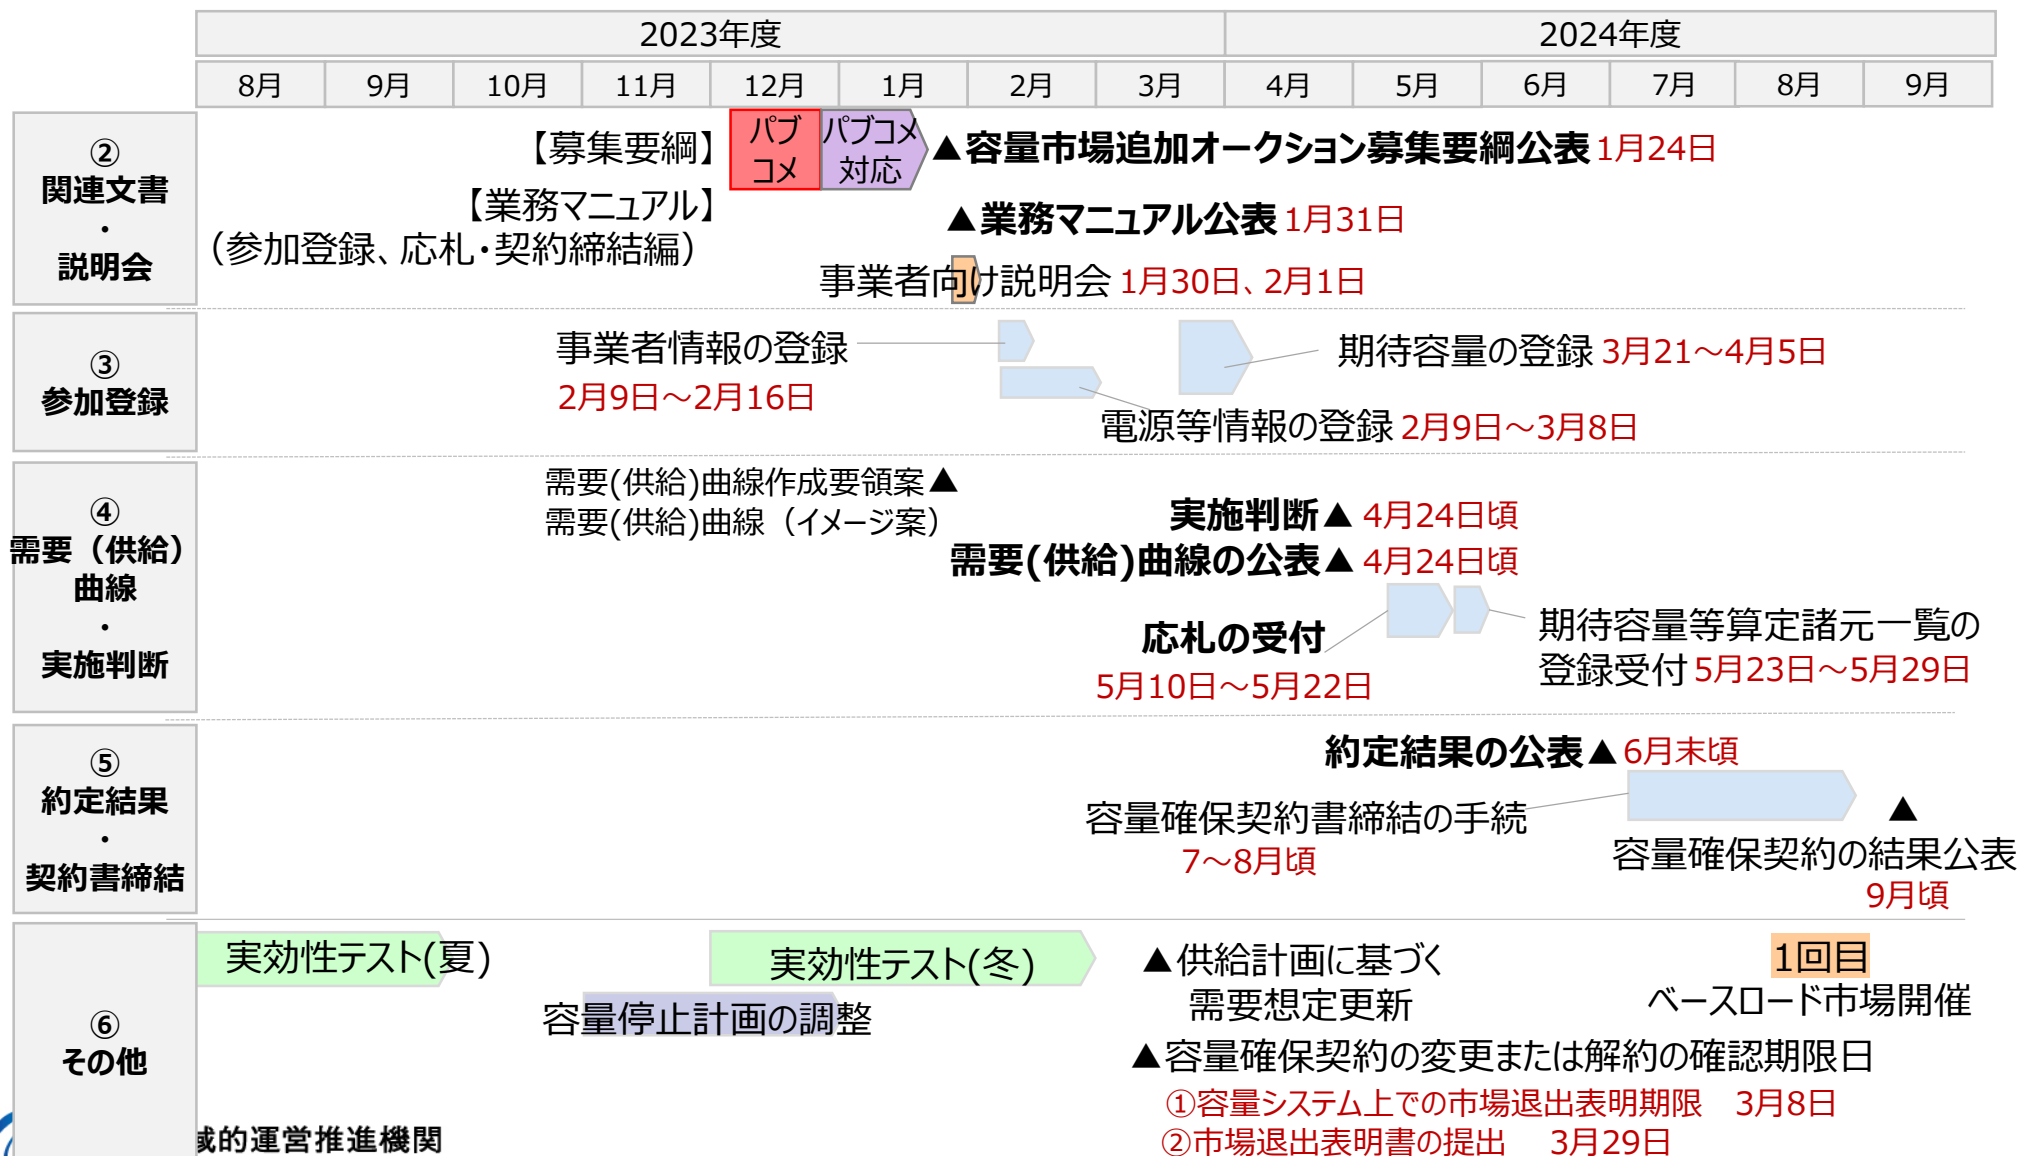 2023年度
2024年度
8月 9月 10月 11月 12月 1月 2月 3月 4月 5月 6月 7月 8月 9月
②
関連文書
・
説明会
【募集要綱】
パブ
コメ
パブコメ
対応
▲容量市場追加オークション募集要綱公表 1月24日
【業務マニュアル】
(参加登録、応札・契約締結編)
▲業務マニュアル公表 1月31日
事業者向け説明会 1月30日、2月1日
③
参加登録
事業者情報の登録
2月9日～2月16日
期待容量の登録 3月21～4月5日
電源等情報の登録 2月9日～3月8日
④
需要（供給）
曲線
・
実施判断
需要(供給)曲線作成要領案▲
需要(供給)曲線（イメージ案）
実施判断▲ 4月24日頃
需要(供給)曲線の公表▲ 4月24日頃
応札の受付
5月10日～5月22日
期待容量等算定諸元一覧の
登録受付 5月23日～5月29日
⑤
約定結果
・
契約書締結
約定結果の公表▲ 6月末頃
容量確保契約書締結の手続
7～8月頃
▲
容量確保契約の結果公表
9月頃
⑥
その他
実効性テスト(夏)
実効性テスト(冬)
容量停止計画の調整
▲供給計画に基づく
需要想定更新
1回目
ベースロード市場開催
▲容量確保契約の変更または解約の確認期限日
①容量システム上での市場退出表明期限　3月8日
②市場退出表明書の提出　3月29日
域的運営推進機関